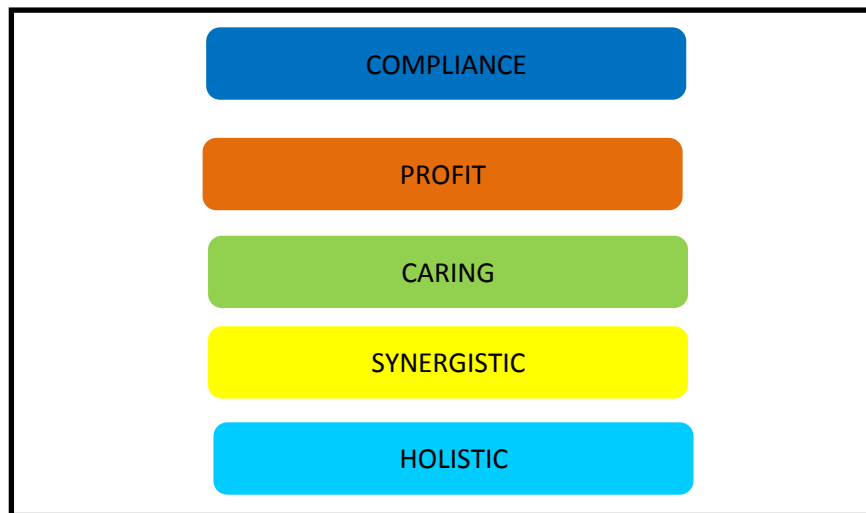 COMPLIANCE
PROFIT
CARING
SYNERGISTIC
HOLISTIC